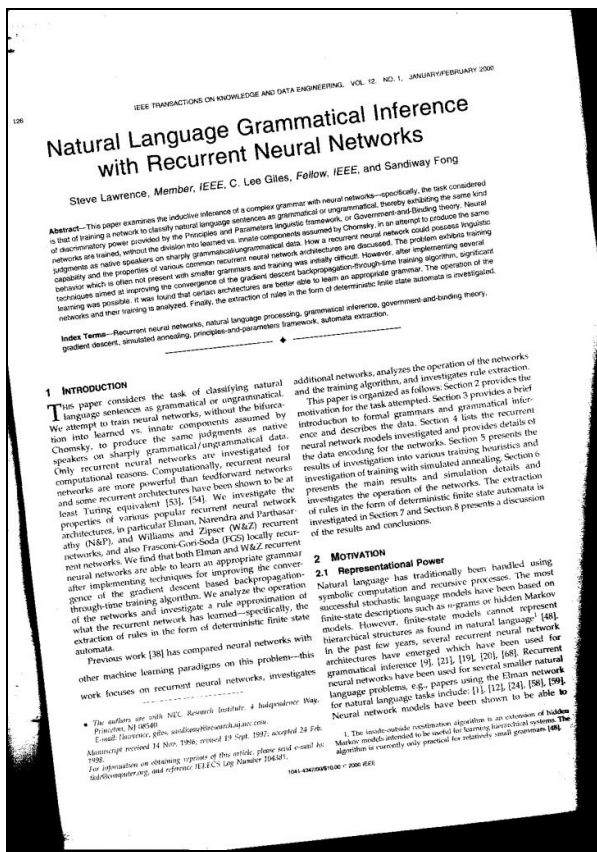 126
IEEE TRANSACTIONS ON KNOWLEDGE AND DATA ENGINEERING, VOL. 12, NO. 1, JANUARY/FEBRUARY 2000
Natural Language Grammatical Inference
with Recurrent Neural Networks
Steve Lawrence, Member, IEEE, C. Lee Giles, Fellow, IEEE, and Sandiway Fong
Abstract—This paper examines the inductive inference of a complex grammar with neural networks—specifically, the task considered
is that of training a network to classify natural language sentences as grammatical or ungrammatical, thereby exhibiting the same kind
of discriminatory power provided by the Principles and Parameters linguistic framework, or Government-and-Binding theory. Neural
networks are trained, without the division into learned vs. innate components assumed by Chomsky, in an attempt to produce the same
judgments as native speakers on sharply grammatical/ungrammatical data. How a recurrent neural network could possess linguistic
capability and the properties of various common recurrent neural network architectures are discussed. The problem exhibits training
behavior which is often not present with smaller grammars and training was initially difficult. However, after implementing several
techniques aimed at improving the convergence of the gradient descent backpropagation-through-time training algorithm, significant
learning was possible. It was found that certain architectures are better able to learn an appropriate grammar. The operation of the
networks and their training is analyzed. Finally, the extraction of rules in the form of deterministic finite state automata is investigated.
Index Terms—Recurrent neural networks, natural language processing, grammatical inference, government-and-binding theory,
gradient descent, simulated annealing, principles-and-parameters framework, automata extraction.
1 INTRODUCTION
THIS paper considers the task of classifying natural
language sentences as grammatical or ungrammatical.
We attempt to train neural networks, without the bifurca-
tion into learned vs. innate components assumed by
Chomsky, to produce the same judgments as native
speakers on sharply grammatical/ungrammatical data.
Only recurrent neural networks are investigated for
computational reasons. Computationally, recurrent neural
networks are more powerful than feedforward networks
and some recurrent architectures have been shown to be at
least Turing equivalent [53], [54]. We investigate the
properties of various popular recurrent neural network
architectures, in particular Elman, Narendra and Parthasar-
athy (N&P), and Williams and Zipser (W&Z) recurrent
networks, and also Frasconi-Gori-Soda (FGS) locally recur-
rent networks. We find that both Elman and W&Z recurrent
neural networks are able to learn an appropriate grammar
after implementing techniques for improving the conver-
gence of the gradient descent based backpropagation-
through-time training algorithm. We analyze the operation
of the networks and investigate a rule approximation of
what the recurrent network has learned—specifically, the
extraction of rules in the form of deterministic finite state
automata.
Previous work [38] has compared neural networks with
other machine learning paradigms on this problem—this
work focuses on recurrent neural networks, investigates
• The authors are with NEC Research Institute, 4 Independence Way,
Princeton, NJ 08540.
E-mail: {lawrence, giles, sandiway}@research.nj.nec.com.
Manuscript received 14 Nov. 1996; revised 19 Sept. 1997; accepted 24 Feb.
1998.
For information on obtaining reprints of this article, please send e-mail to:
tkde@computer.org, and reference IEEECS Log Number 104381.
additional networks, analyzes the operation of the networks
and the training algorithm, and investigates rule extraction.
This paper is organized as follows: Section 2 provides the
motivation for the task attempted. Section 3 provides a brief
introduction to formal grammars and grammatical infer-
ence and describes the data. Section 4 lists the recurrent
neural network models investigated and provides details of
the data encoding for the networks. Section 5 presents the
results of investigation into various training heuristics and
investigation of training with simulated annealing. Section 6
presents the main results and simulation details and
investigates the operation of the networks. The extraction
of rules in the form of deterministic finite state automata is
investigated in Section 7 and Section 8 presents a discussion
of the results and conclusions.
2 MOTIVATION
2.1 Representational Power
Natural language has traditionally been handled using
symbolic computation and recursive processes. The most
successful stochastic language models have been based on
finite-state descriptions such as n-grams or hidden Markov
models. However, finite-state models cannot represent
hierarchical structures as found in natural language¹ [48].
In the past few years, several recurrent neural network
architectures have emerged which have been used for
grammatical inference [9], [21], [19], [20], [68]. Recurrent
neural networks have been used for several smaller natural
language problems, e.g., papers using the Elman network
for natural language tasks include: [1], [12], [24], [58], [59].
Neural network models have been shown to be able to
1. The inside-outside reestimation algorithm is an extension of hidden
Markov models intended to be useful for learning hierarchical systems. The
algorithm is currently only practical for relatively small grammars [48].
1041-4347/00/$10.00 © 2000 IEEE